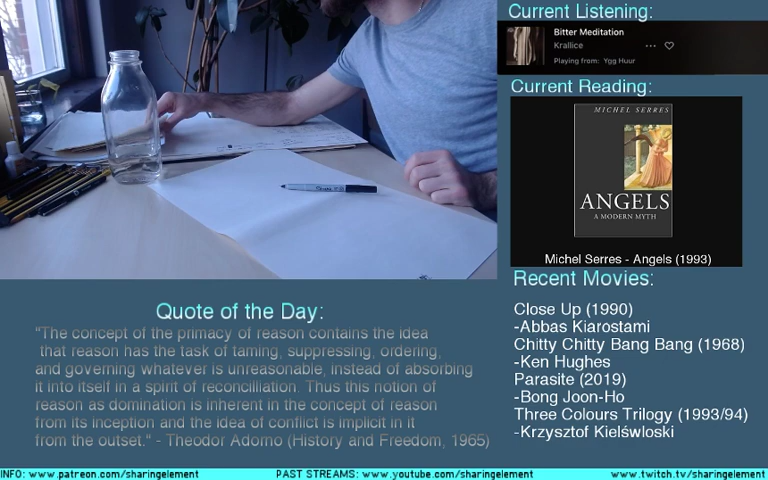 Current Listening:
Bitter Meditation
Krallice
Playing from: Ygg Huur
Current Reading:
MICHEL SERRES
ANGELS
A MODERN MYTH
Michel Serres - Angels (1993)
Recent Movies:
Close Up (1990)
-Abbas Kiarostami
Chitty Chitty Bang Bang (1968)
-Ken Hughes
Parasite (2019)
-Bong Joon-Ho
Three Colours Trilogy (1993/94)
-Krzysztof Kielśwloski
Quote of the Day:
"The concept of the primacy of reason contains the idea
that reason has the task of taming, suppressing, ordering,
and governing whatever is unreasonable, instead of absorbing
it into itself in a spirit of reconcilliation. Thus this notion of
reason as domination is inherent in the concept of reason
from its inception and the idea of conflict is implicit in it
from the outset." - Theodor Adorno (History and Freedom, 1965)
INFO: www.patreon.com/sharingelement
PAST STREAMS: www.youtube.com/sharingelement
www.twitch.tv/sharingelement